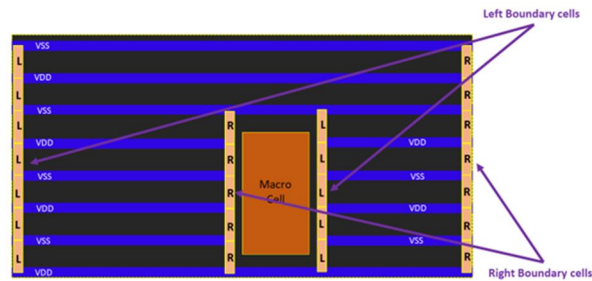 Left Boundary cells
VSS
L R
VDD
L R
VSS
L R L R
VDD VDD
L R L R
VSS VSS
Macro
L R Cell L R
VDD VDD
L R L R
VSS VSS
L R L R
VDD
Right Boundary cells